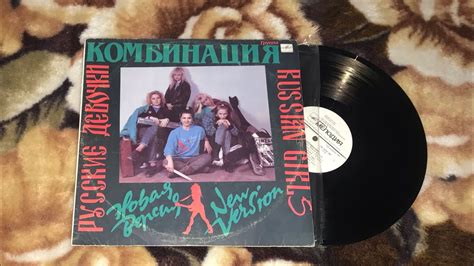 Группа
КОМБИНАЦИЯ
РУССКИЕ ДЕВОЧКИ
RUSSIAN GIRLS
Новая версия
New Version
Мелодия